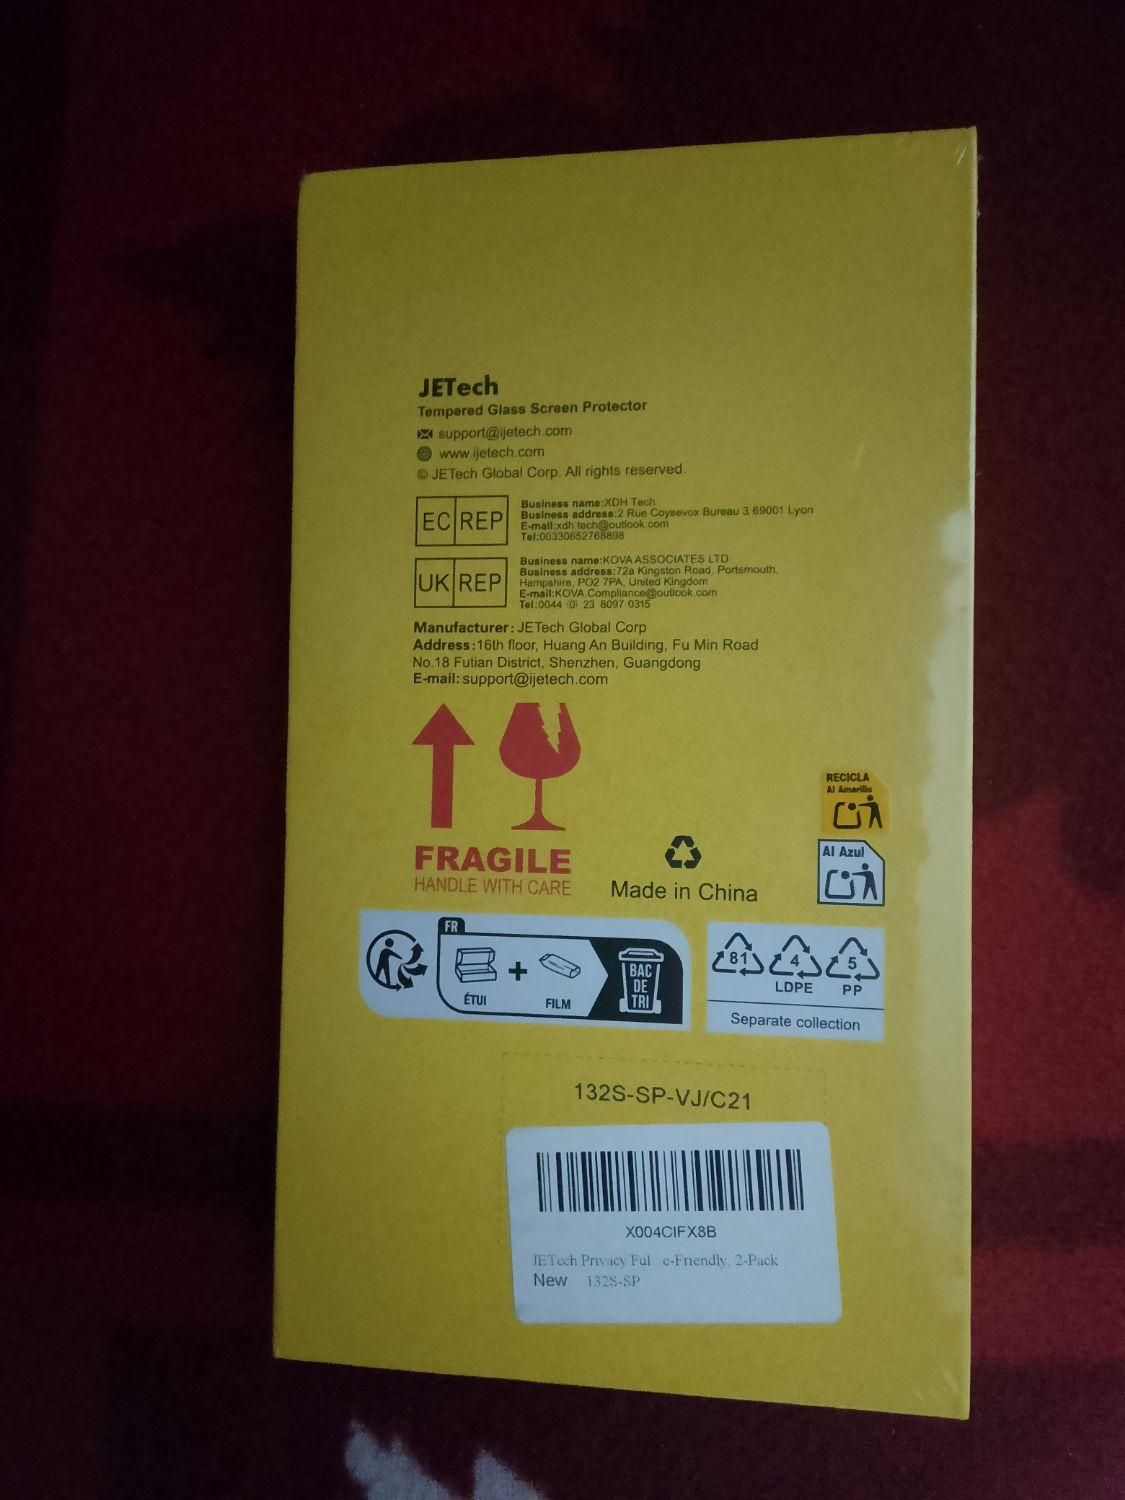 JETech
Tempered Glass Screen Protector
support@ijetech.com
www.ijetech.com
© JETech Global Corp. All rights reserved.
EC REP
Business name:XDH Tech
Business address:2 Rue Coysevox Bureau 3 69001 Lyon
E-mail:xdh.tech@outlook.com
Tel:00330652768898
UK REP
Business name:KOVA ASSOCIATES LTD
Business address:72a Kingston Road, Portsmouth,
Hampshire, PO2 7PA, United Kingdom
E-mail:KOVA.Compliance@outlook.com
Tel:0044 (0) 23 8097 0315
Manufacturer: JETech Global Corp
Address:16th floor, Huang An Building, Fu Min Road
No.18 Futian District, Shenzhen, Guangdong
E-mail: support@ijetech.com
FRAGILE
HANDLE WITH CARE
Made in China
RECICLA
Al Amarillo
Al Azul
FR
ÉTUI
+
FILM
BAC
DE
TRI
81
4
5
LDPE
PP
Separate collection
132S-SP-VJ/C21
X004CIFX8B
JETech Privacy Ful e-Friendly, 2-Pack
New 132S-SP